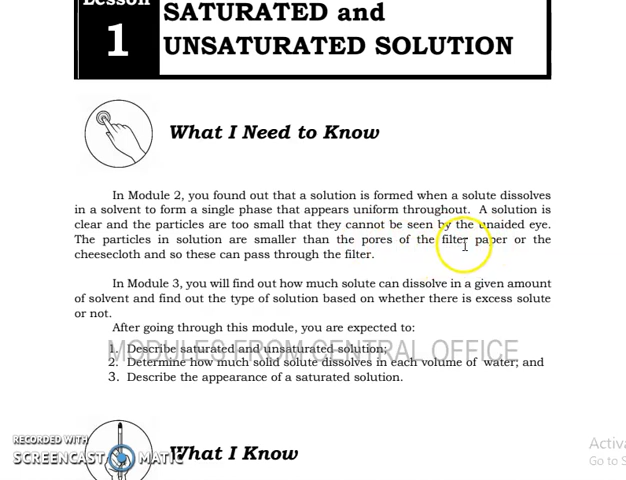 Lesson
1
SATURATED and
UNSATURATED SOLUTION
What I Need to Know
In Module 2, you found out that a solution is formed when a solute dissolves
in a solvent to form a single phase that appears uniform throughout. A solution is
clear and the particles are too small that they cannot be seen by the unaided eye.
The particles in solution are smaller than the pores of the filter paper or the
cheesecloth and so these can pass through the filter.
In Module 3, you will find out how much solute can dissolve in a given amount
of solvent and find out the type of solution based on whether there is excess solute
or not.
After going through this module, you are expected to:
MODULES FROM CENTRAL OFFICE
1. Describe saturated and unsaturated solution;
2. Determine how much solid solute dissolves in each volume of water; and
3. Describe the appearance of a saturated solution.
What I Know
RECORDED WITH
SCREENCAST MATIC
Go to S